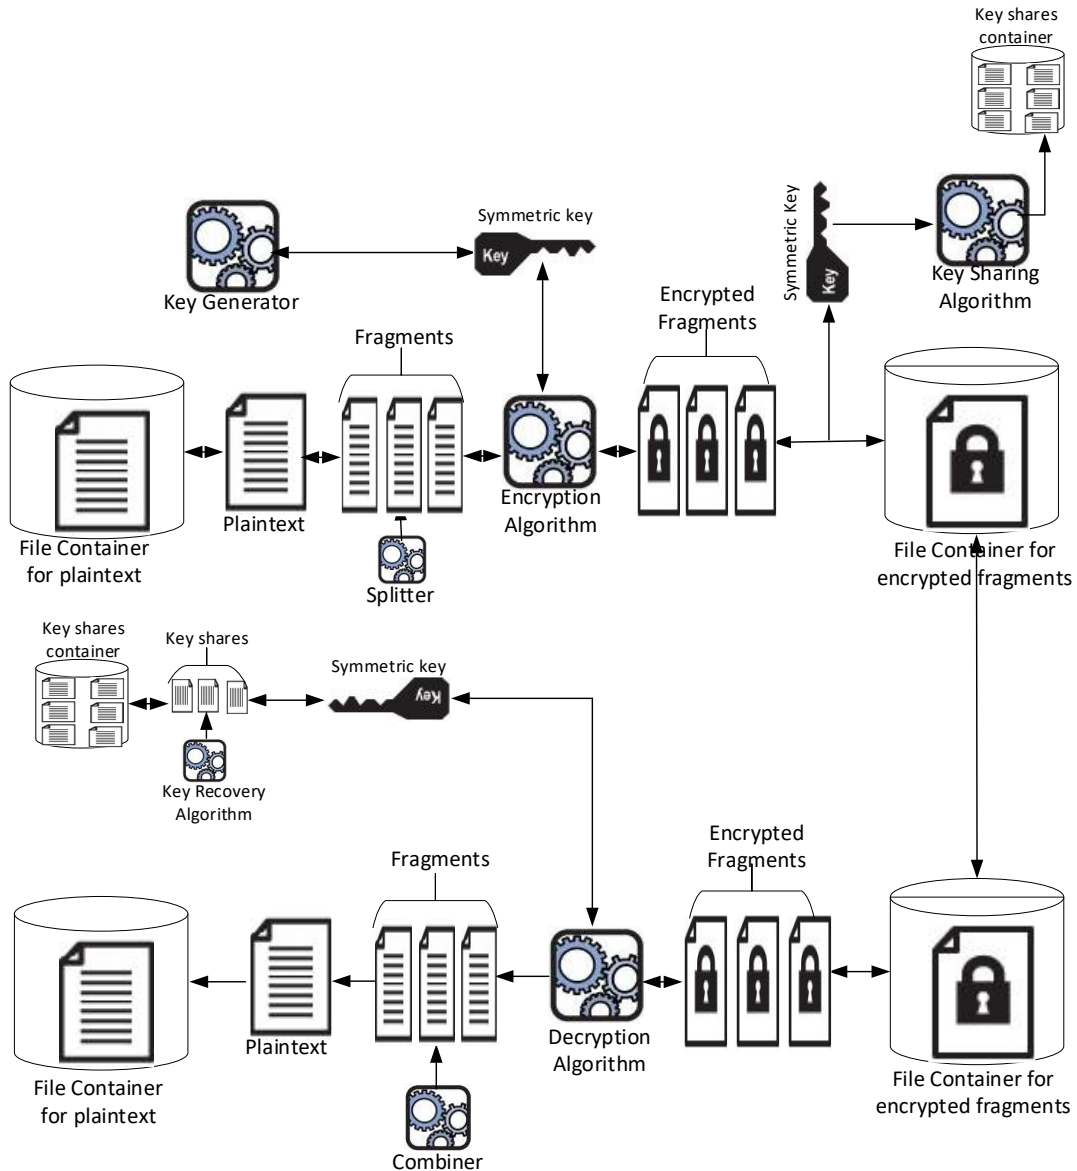 Key shares
container
Symmetric key
Key
Symmetric Key
Key
Key Generator
Key Sharing
Algorithm
Encrypted
Fragments
Fragments
Plaintext
Encryption
Algorithm
File Container
for plaintext
Splitter
File Container for
encrypted fragments
Key shares
container
Key shares
Symmetric key
Key
Key Recovery
Algorithm
Encrypted
Fragments
Fragments
Plaintext
Decryption
Algorithm
File Container
for plaintext
File Container for
encrypted fragments
Combiner